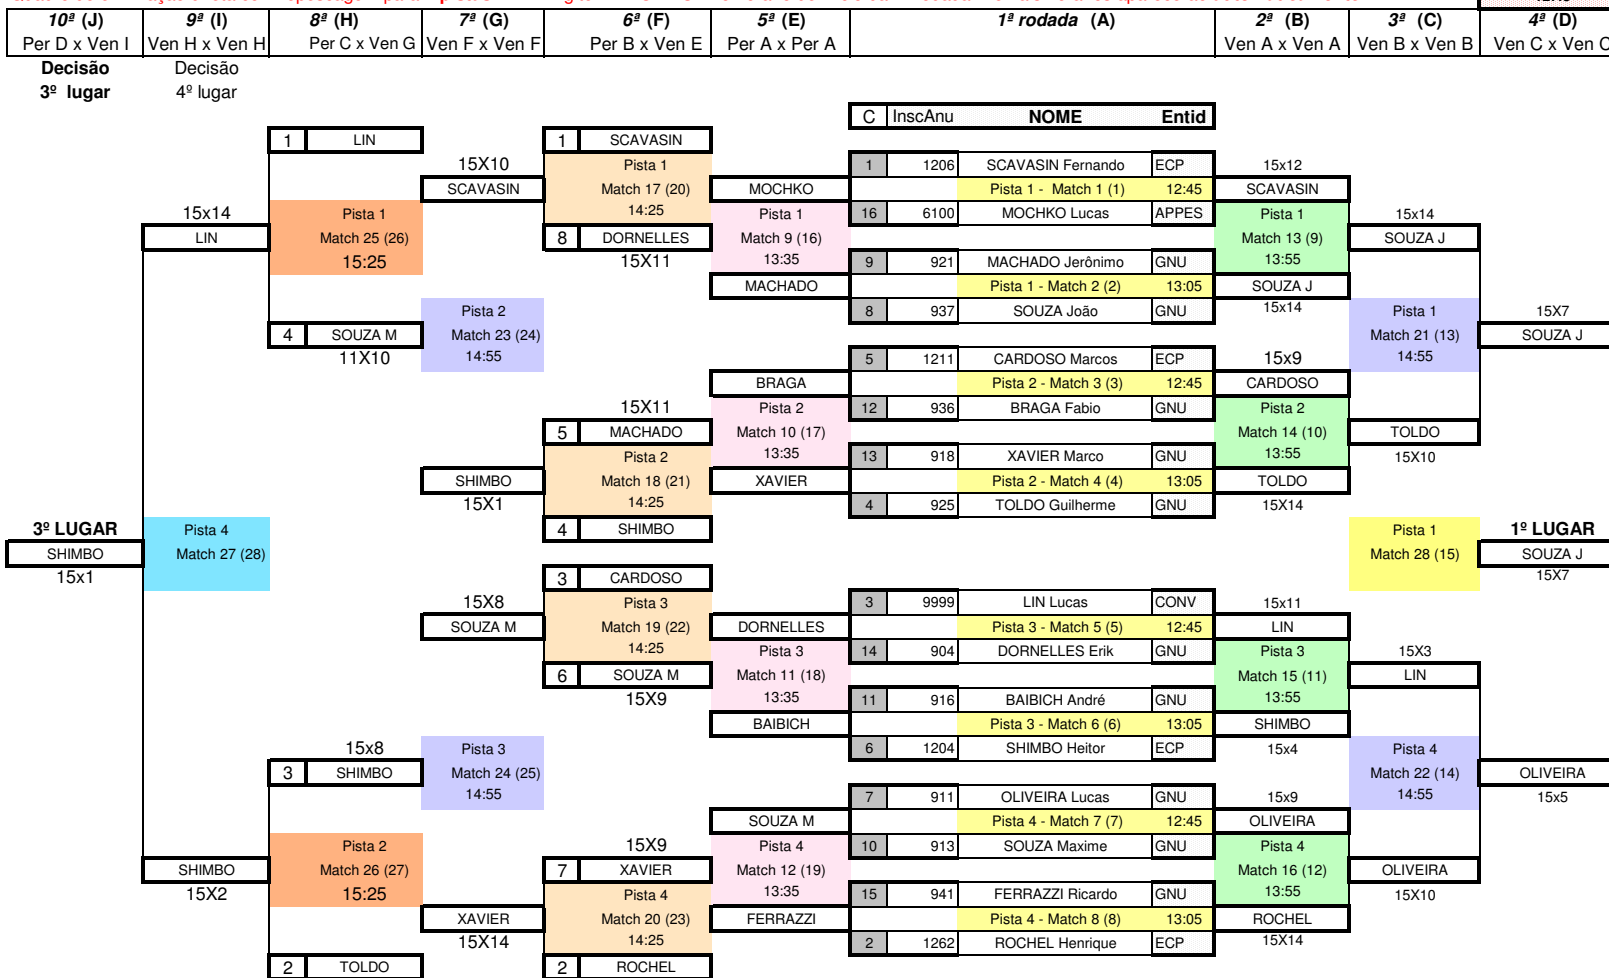 10ª (J) 9ª (I) 8ª (H) 7ª (G) 6ª (F) 5ª (E) 1ª rodada (A) 2ª (B) 3ª (C) 4ª (D)
Per D x Ven I Ven H x Ven H Per C x Ven G Ven F x Ven F Per B x Ven E Per A x Per A Ven A x Ven A Ven B x Ven B Ven C x Ven C
Decisão Decisão
3º lugar 4º lugar
C InscAnu NOME Entid
1 LIN 1 SCAVASIN
15X10 Pista 1 1 1206 SCAVASIN Fernando ECP 15x12
SCAVASIN Match 17 (20) MOCHKO Pista 1 - Match 1 (1) 12:45 SCAVASIN
15x14 Pista 1 14:25 Pista 1 16 6100 MOCHKO Lucas APPES Pista 1 15x14
LIN Match 25 (26) 8 DORNELLES Match 9 (16) Match 13 (9) SOUZA J
15:25 15X11 13:35 9 921 MACHADO Jerônimo GNU 13:55
MACHADO Pista 1 - Match 2 (2) 13:05 SOUZA J
Pista 2 8 937 SOUZA João GNU 15x14 Pista 1 15X7
4 SOUZA M Match 23 (24) Match 21 (13) SOUZA J
11X10 14:55 5 1211 CARDOSO Marcos ECP 15x9 14:55
BRAGA Pista 2 - Match 3 (3) 12:45 CARDOSO
15X11 Pista 2 12 936 BRAGA Fabio GNU Pista 2
5 MACHADO Match 10 (17) Match 14 (10) TOLDO
Pista 2 13:35 13 918 XAVIER Marco GNU 13:55 15X10
SHIMBO Match 18 (21) XAVIER Pista 2 - Match 4 (4) 13:05 TOLDO
15X1 14:25 4 925 TOLDO Guilherme GNU 15X14
3º LUGAR Pista 4 4 SHIMBO Pista 1 1º LUGAR
SHIMBO Match 27 (28) Match 28 (15) SOUZA J
15x1 3 CARDOSO 15X7
15X8 Pista 3 3 9999 LIN Lucas CONV 15x11
SOUZA M Match 19 (22) DORNELLES Pista 3 - Match 5 (5) 12:45 LIN
14:25 Pista 3 14 904 DORNELLES Erik GNU Pista 3 15X3
6 SOUZA M Match 11 (18) Match 15 (11) LIN
15X9 13:35 11 916 BAIBICH André GNU 13:55
BAIBICH Pista 3 - Match 6 (6) 13:05 SHIMBO
15x8 Pista 3 6 1204 SHIMBO Heitor ECP 15x4 Pista 4
3 SHIMBO Match 24 (25) Match 22 (14) OLIVEIRA
14:55 7 911 OLIVEIRA Lucas GNU 15x9 14:55 15x5
SOUZA M Pista 4 - Match 7 (7) 12:45 OLIVEIRA
Pista 2 15X9 Pista 4 10 913 SOUZA Maxime GNU Pista 4
SHIMBO Match 26 (27) 7 XAVIER Match 12 (19) Match 16 (12) OLIVEIRA
15X2 15:25 Pista 4 13:35 15 941 FERRAZZI Ricardo GNU 13:55 15X10
XAVIER Match 20 (23) FERRAZZI Pista 4 - Match 8 (8) 13:05 ROCHEL
15X14 14:25 2 1262 ROCHEL Henrique ECP 15X14
2 TOLDO 2 ROCHEL